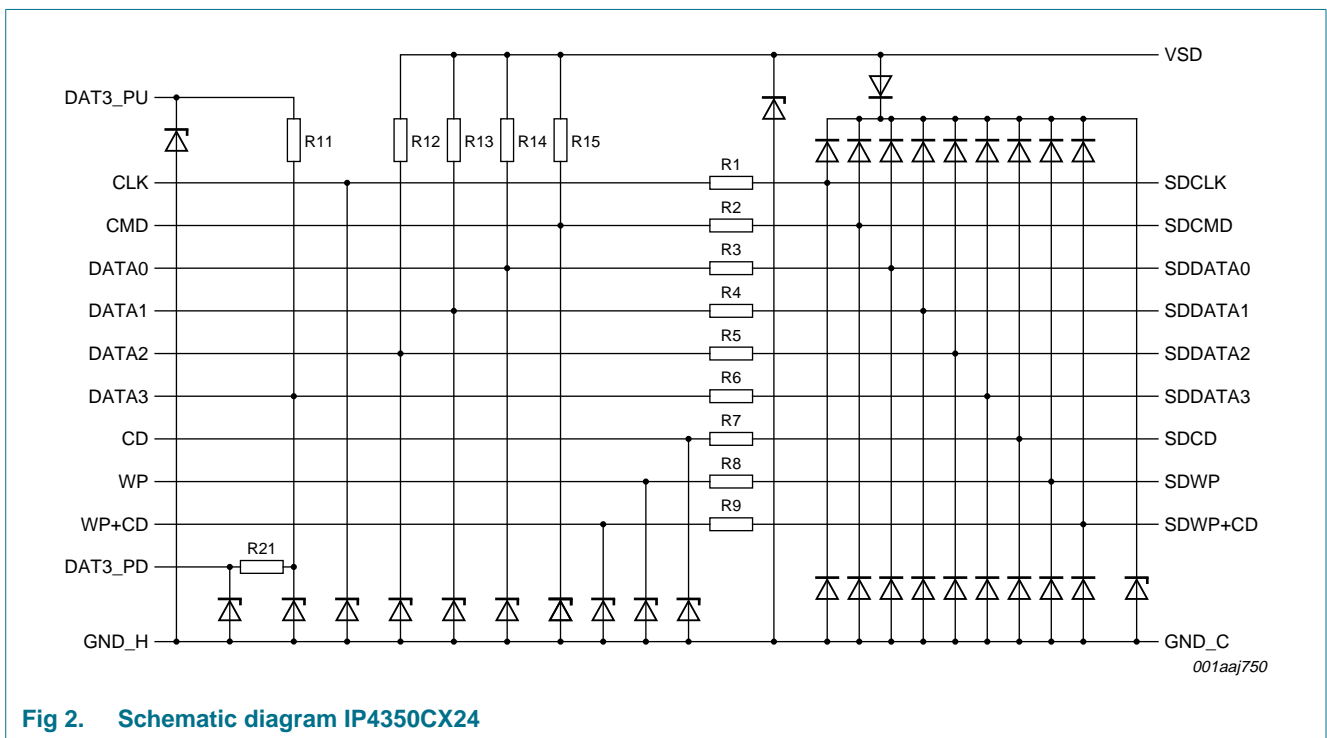 VSD
DAT3_PU
R11
R12
R13
R14
R15
CLK
R1
SDCLK
CMD
R2
SDCMD
DATA0
R3
SDDATA0
DATA1
R4
SDDATA1
DATA2
R5
SDDATA2
DATA3
R6
SDDATA3
CD
R7
SDCD
WP
R8
SDWP
WP+CD
R9
SDWP+CD
DAT3_PD
R21
GND_H
GND_C
001aaj750
Fig 2. Schematic diagram IP4350CX24